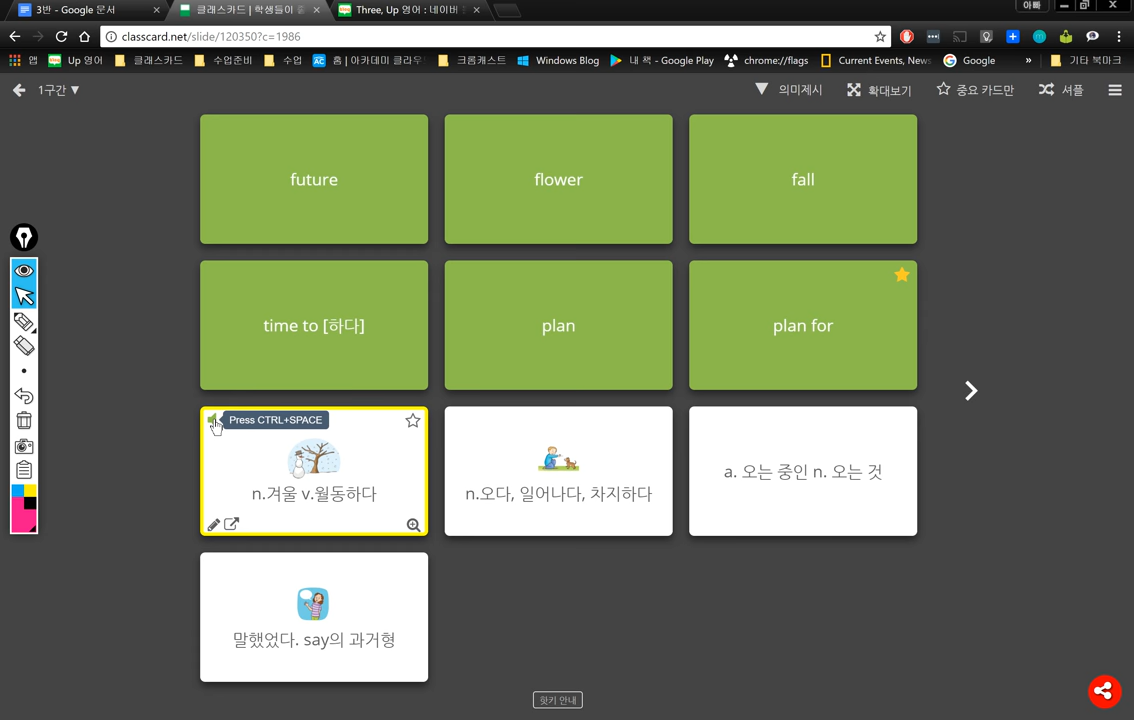 3반 - Google 문서
클래스카드 | 학생들이
Three, Up 영어 : 네이버
아빠
classcard.net/slide/120350?c=1986
앱
Up 영어
클래스카드
수업준비
수업
AC
홈 | 아카데미 클라우
크롬캐스트
Windows Blog
내 책 - Google Play
chrome://flags
Current Events, News
Google
»
기타 북마크
1구간 ▼
의미제시
확대보기
중요 카드만
셔플
future
flower
fall
time to [하다]
plan
plan for
Press CTRL+SPACE
n.겨울 v.월동하다
n.오다, 일어나다, 차지하다
a. 오는 중인 n. 오는 것
말했었다. say의 과거형
핫키 안내